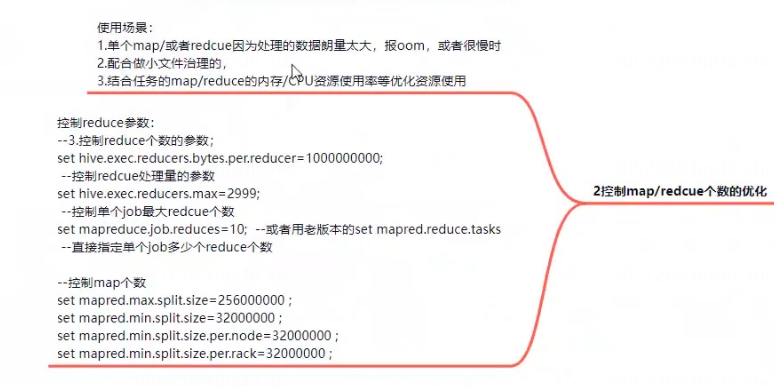 使用场景：
1.单个map/或者redcue因为处理的数据朗量太大，报oom，或者很慢时
2.配合做小文件治理的，
3.结合任务的map/reduce的内存/CPU资源使用率等优化资源使用
控制reduce参数：
--3.控制reduce个数的参数；
set hive.exec.reducers.bytes.per.reducer=1000000000;
--控制redcue处理量的参数
set hive.exec.reducers.max=2999;
--控制单个job最大redcue个数
set mapreduce.job.reduces=10;  --或者用老版本的set mapred.reduce.tasks
--直接指定单个job多少个reduce个数
--控制map个数
set mapred.max.split.size=256000000 ;
set mapred.min.split.size=32000000 ;
set mapred.min.split.size.per.node=32000000 ;
set mapred.min.split.size.per.rack=32000000 ;
2控制map/redcue个数的优化